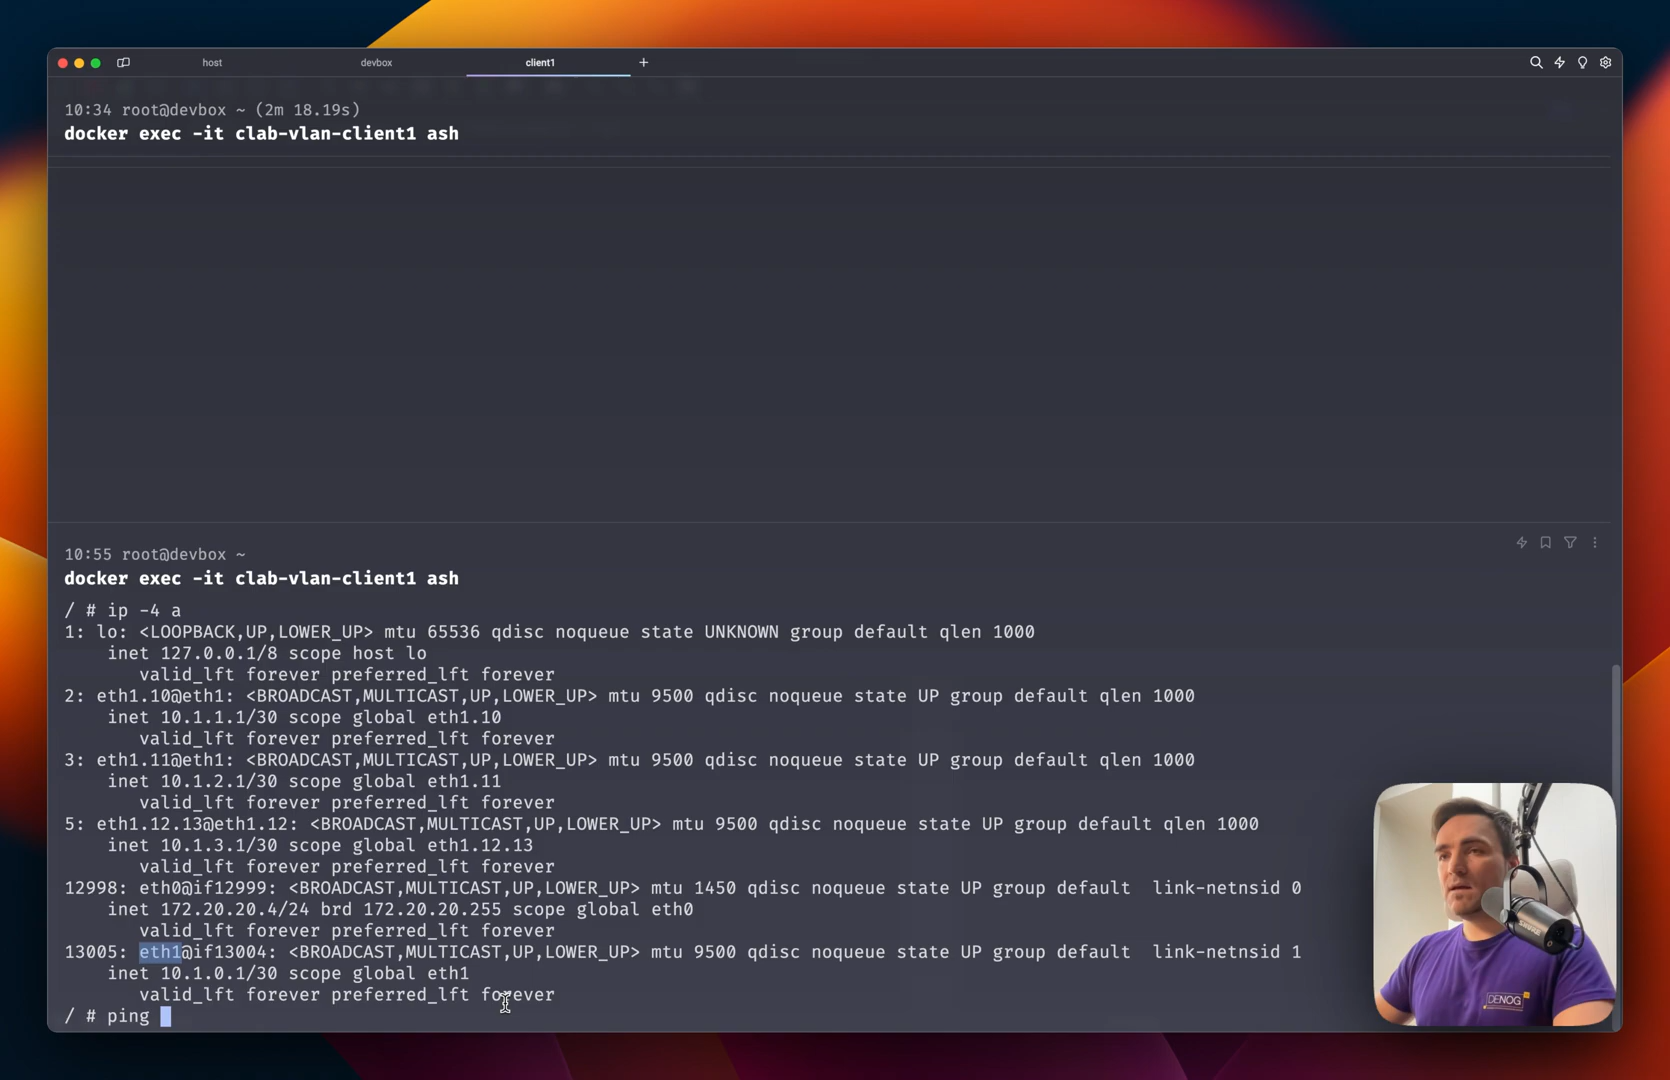 host
devbox
client1
10:34 root@devbox ~ (2m 18.19s)
docker exec -it clab-vlan-client1 ash
10:55 root@devbox ~
docker exec -it clab-vlan-client1 ash
/ # ip -4 a
1: lo: <LOOPBACK,UP,LOWER_UP> mtu 65536 qdisc noqueue state UNKNOWN group default qlen 1000
    inet 127.0.0.1/8 scope host lo
       valid_lft forever preferred_lft forever
2: eth1.10@eth1: <BROADCAST,MULTICAST,UP,LOWER_UP> mtu 9500 qdisc noqueue state UP group default qlen 1000
    inet 10.1.1.1/30 scope global eth1.10
       valid_lft forever preferred_lft forever
3: eth1.11@eth1: <BROADCAST,MULTICAST,UP,LOWER_UP> mtu 9500 qdisc noqueue state UP group default qlen 1000
    inet 10.1.2.1/30 scope global eth1.11
       valid_lft forever preferred_lft forever
5: eth1.12.13@eth1.12: <BROADCAST,MULTICAST,UP,LOWER_UP> mtu 9500 qdisc noqueue state UP group default qlen 1000
    inet 10.1.3.1/30 scope global eth1.12.13
       valid_lft forever preferred_lft forever
12998: eth0@if12999: <BROADCAST,MULTICAST,UP,LOWER_UP> mtu 1450 qdisc noqueue state UP group default  link-netnsid 0
    inet 172.20.20.4/24 brd 172.20.20.255 scope global eth0
       valid_lft forever preferred_lft forever
13005: eth1@if13004: <BROADCAST,MULTICAST,UP,LOWER_UP> mtu 9500 qdisc noqueue state UP group default  link-netnsid 1
    inet 10.1.0.1/30 scope global eth1
       valid_lft forever preferred_lft forever
/ # ping
DENOG